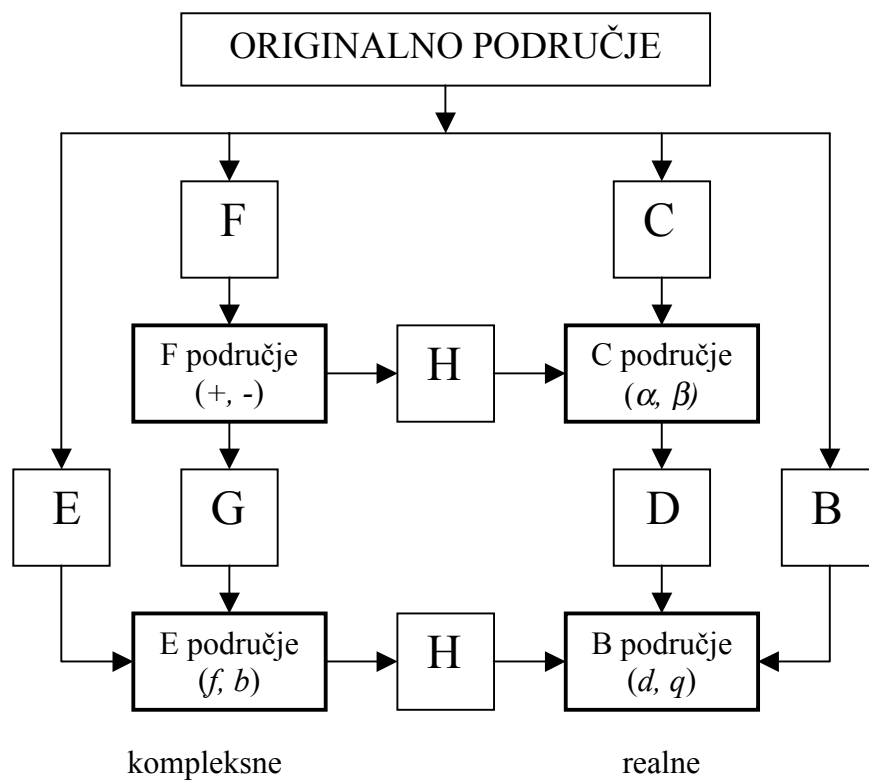 ORIGINALNO PODRUČJE
F
C
F područje
(+, -)
H
C područje
(α, β)
E
G
D
B
E područje
(f, b)
H
B područje
(d, q)
kompleksne
realne